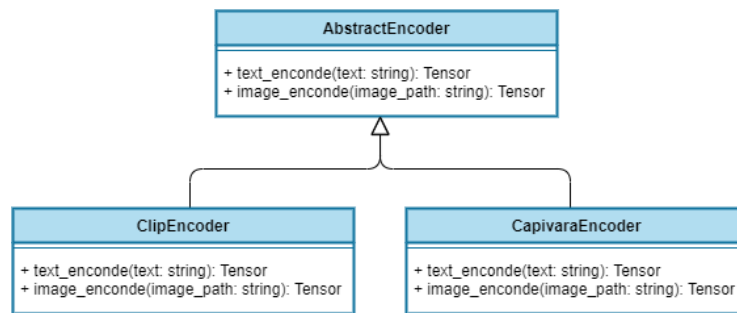 AbstractEncoder
+ text_enconde(text: string): Tensor
+ image_enconde(image_path: string): Tensor
ClipEncoder
+ text_enconde(text: string): Tensor
+ image_enconde(image_path: string): Tensor
CapivaraEncoder
+ text_enconde(text: string): Tensor
+ image_enconde(image_path: string): Tensor